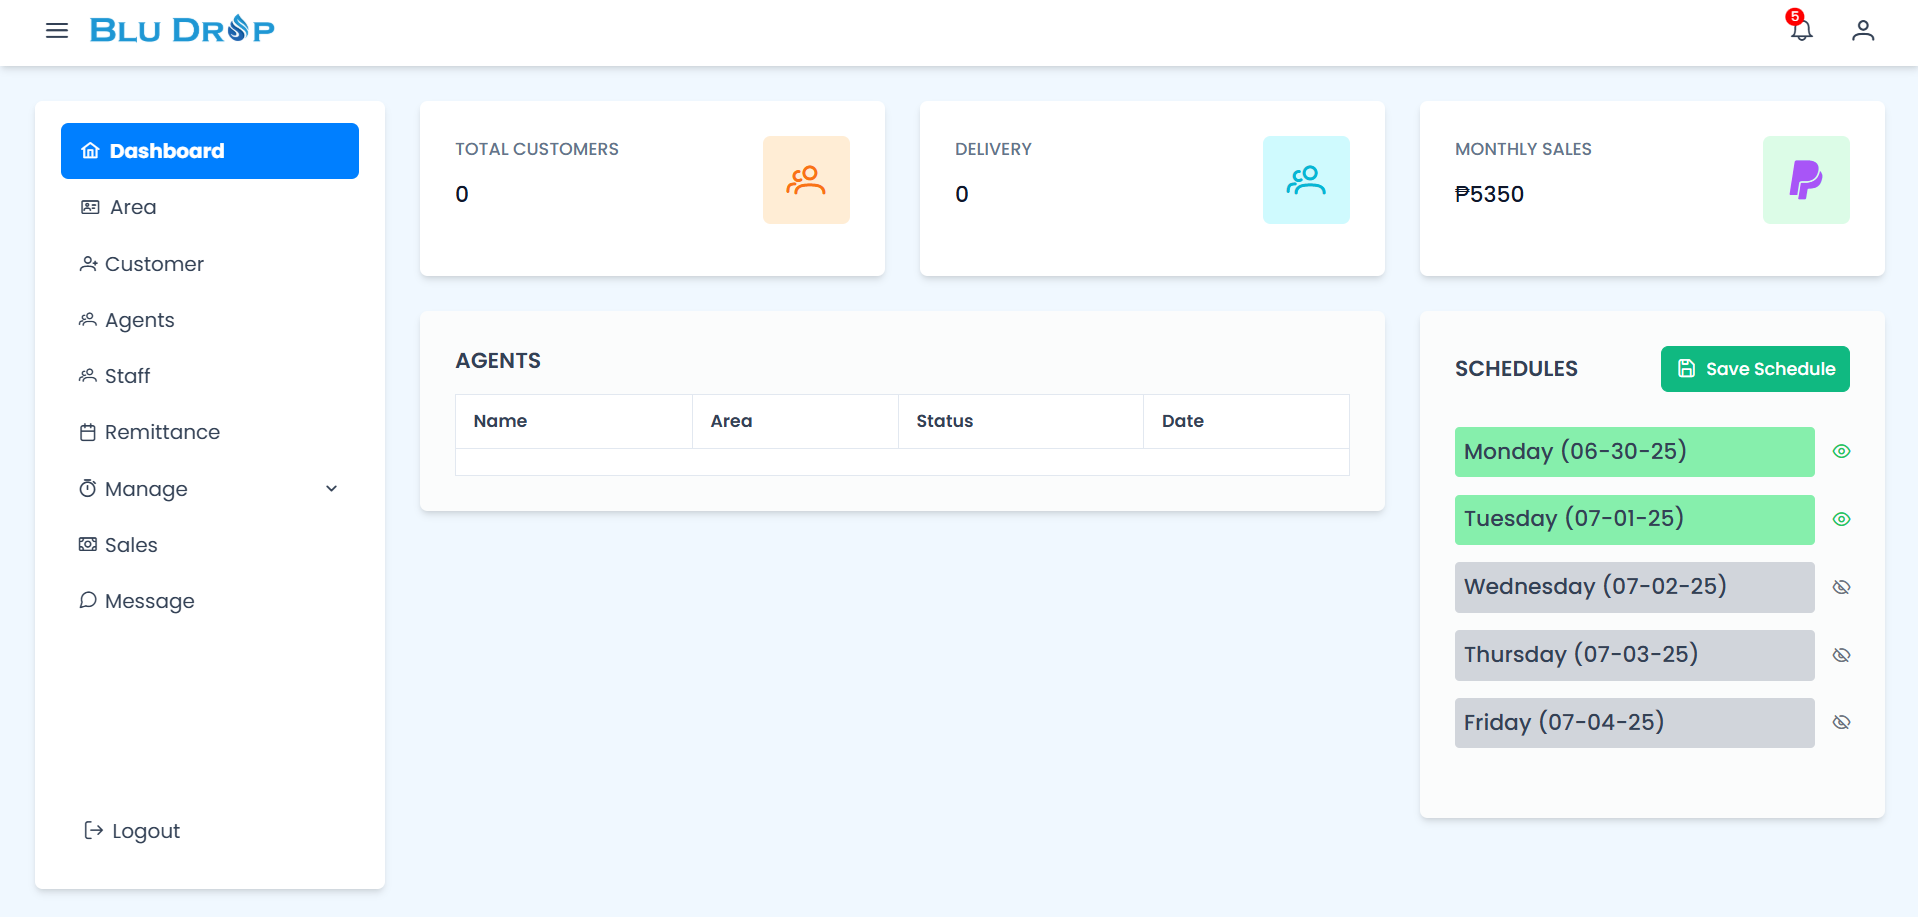 BLU DROP
5
Dashboard
Area
Customer
Agents
Staff
Remittance
Manage
Sales
Message
Logout
TOTAL CUSTOMERS
0
DELIVERY
0
MONTHLY SALES
₱5350
AGENTS
Name Area Status Date
SCHEDULES
Save Schedule
Monday (06-30-25)
Tuesday (07-01-25)
Wednesday (07-02-25)
Thursday (07-03-25)
Friday (07-04-25)